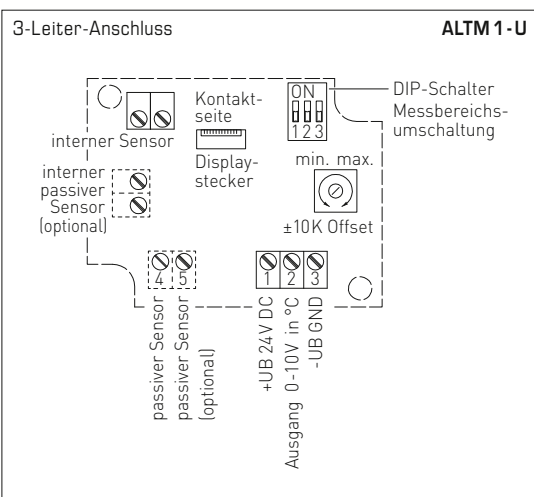 3-Leiter-Anschluss
ALTM 1 - U
ON
1 2 3
DIP-Schalter
Messbereichs-
umschaltung
Kontakt-
seite
interner Sensor
Display-
stecker
min. max.
±10K Offset
interner
passiver
Sensor
(optional)
4
5
1
2
3
passiver Sensor
passiver Sensor
(optional)
+UB 24V DC
Ausgang 0-10V in °C
-UB GND